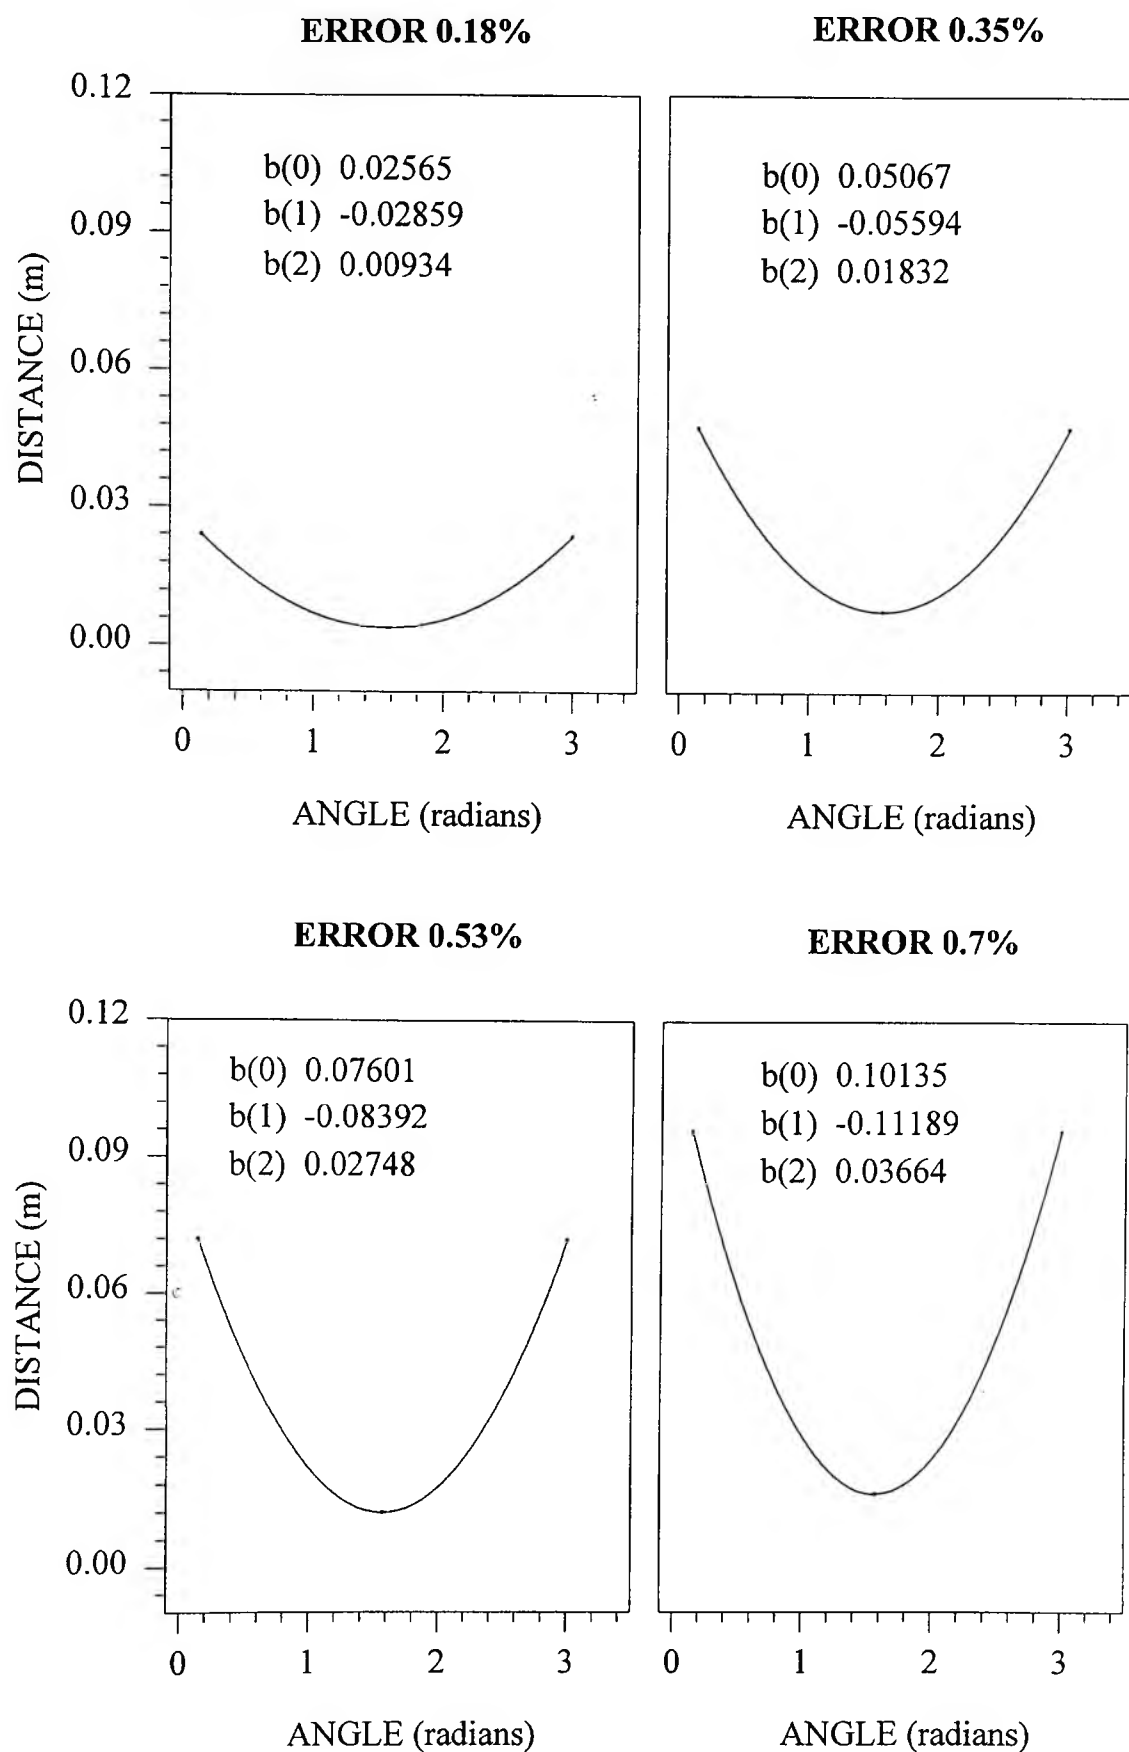 ERROR 0.18%
ERROR 0.35%
0.12
0.09
0.06
0.03
0.00
DISTANCE (m)
b(0) 0.02565
b(1) -0.02859
b(2) 0.00934
b(0) 0.05067
b(1) -0.05594
b(2) 0.01832
0 1 2 3
0 1 2 3
ANGLE (radians)
ANGLE (radians)
ERROR 0.53%
ERROR 0.7%
0.12
0.09
0.06
0.03
0.00
DISTANCE (m)
b(0) 0.07601
b(1) -0.08392
b(2) 0.02748
b(0) 0.10135
b(1) -0.11189
b(2) 0.03664
0 1 2 3
0 1 2 3
ANGLE (radians)
ANGLE (radians)